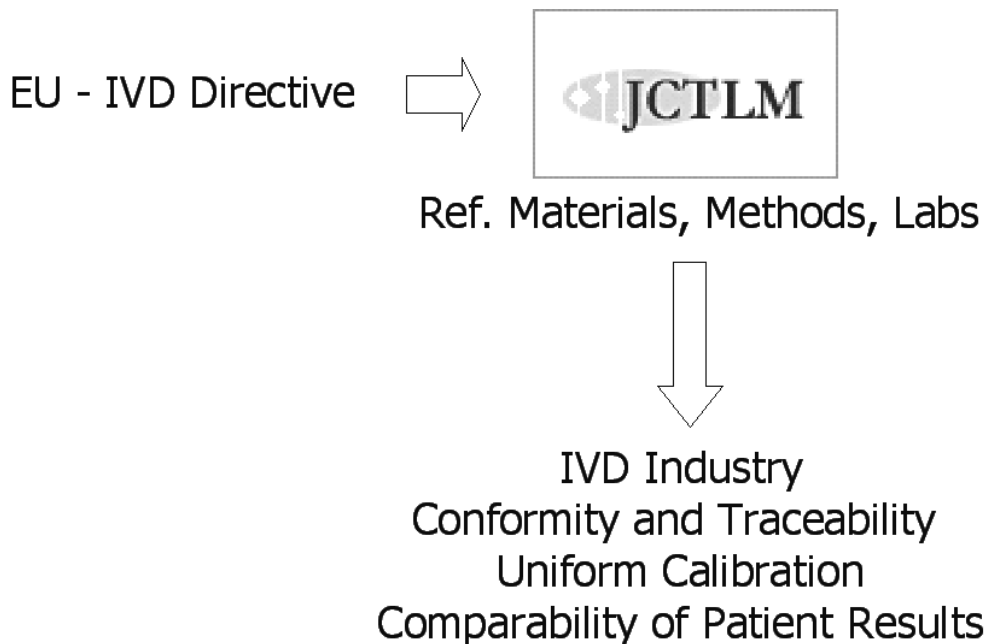 EU - IVD Directive
JCTLM
Ref. Materials, Methods, Labs
IVD Industry
Conformity and Traceability
Uniform Calibration
Comparability of Patient Results